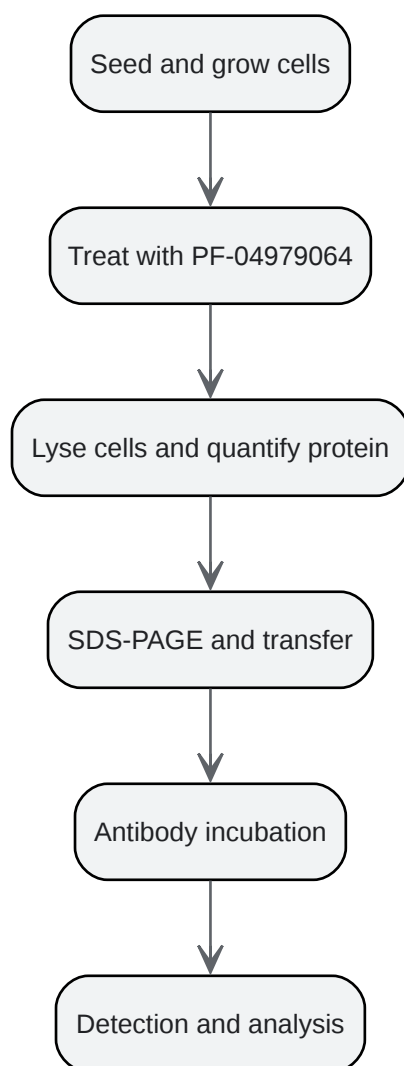 Seed and grow cells
Treat with PF-04979064
Lyse cells and quantify protein
SDS-PAGE and transfer
Antibody incubation
Detection and analysis